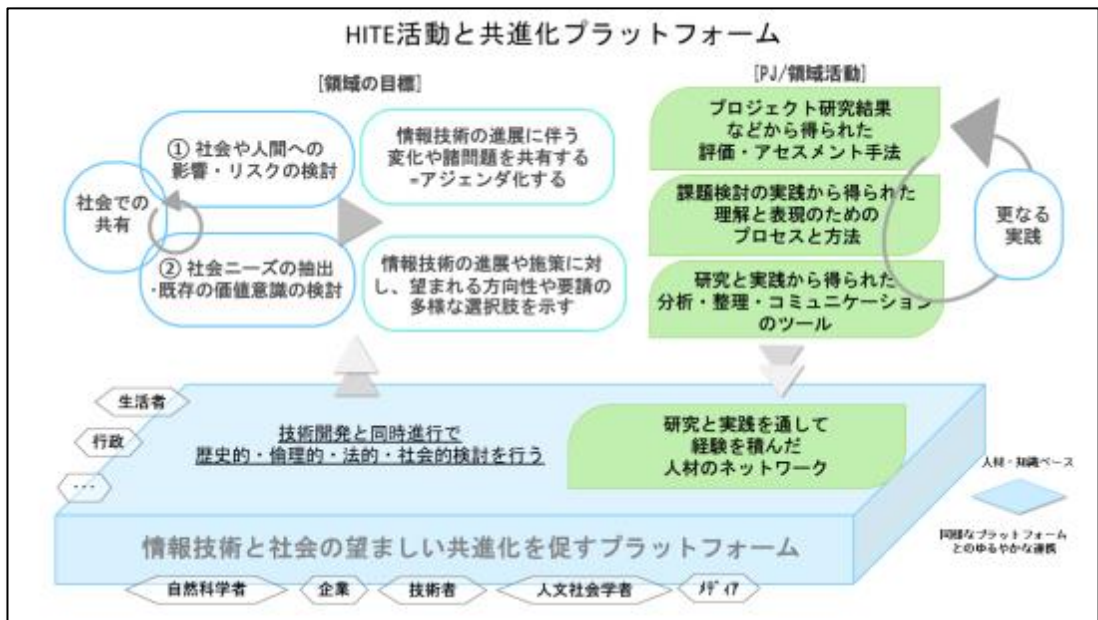 HITE活動と共進化プラットフォーム
[領域の目標]
社会での
共有
① 社会や人間への
影響・リスクの検討
② 社会ニーズの抽出
・既存の価値意識の検討
情報技術の進展に伴う
変化や諸問題を共有する
=アジェンダ化する
情報技術の進展や施策に対
し、望まれる方向性や要請の
多様な選択肢を示す
[PJ/領域活動]
プロジェクト研究結果
などから得られた
評価・アセスメント手法
課題検討の実践から得られた
理解と表現のための
プロセスと方法
研究と実践から得られた
分析・整理・コミュニケーション
のツール
更なる
実践
生活者
行政
...
技術開発と同時進行で
歴史的・倫理的・法的・社会的検討を行う
研究と実践を通して
経験を積んだ
人材のネットワーク
人材・知識ベース
同様なプラットフォーム
とのゆるやかな連携
情報技術と社会の望ましい共進化を促すプラットフォーム
自然科学者
企業
技術者
人文社会学者
ﾒﾃﾞｨｱ